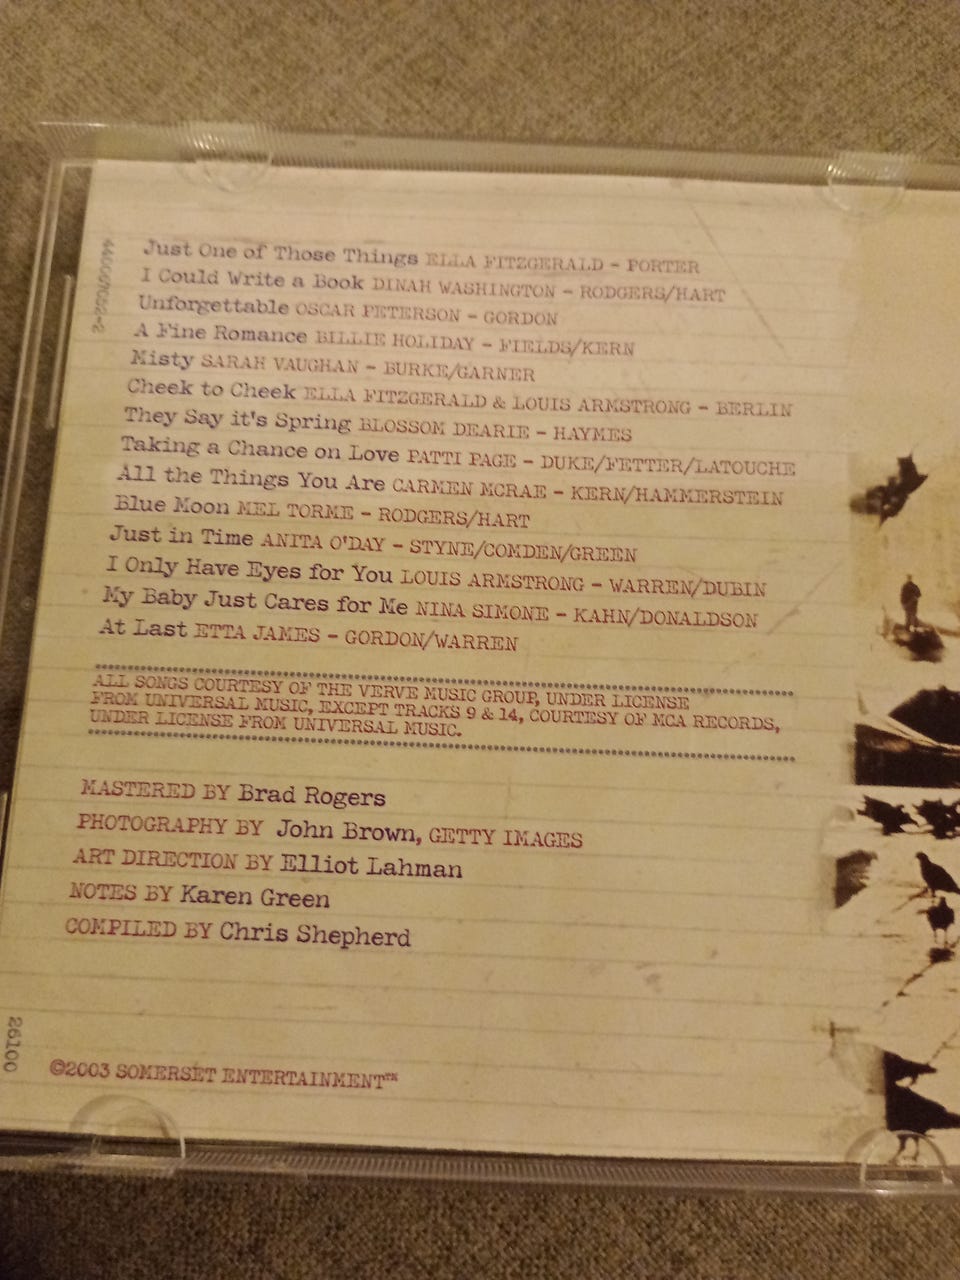 Just One of Those Things ELLA FITZGERALD - PORTER
I Could Write a Book DINAH WASHINGTON - RODGERS/HART
Unforgettable OSCAR PETERSON - GORDON
A Fine Romance BILLIE HOLIDAY - FIELDS/KERN
Misty SARAH VAUGHAN - BURKE/GARNER
Cheek to Cheek ELLA FITZGERALD & LOUIS ARMSTRONG - BERLIN
They Say it's Spring BLOSSOM DEARIE - HAYMES
Taking a Chance on Love PATTI PAGE - DUKE/FETTER/LATOUCHE
All the Things You Are CARMEN MCRAE - KERN/HAMMERSTEIN
Blue Moon MEL TORME - RODGERS/HART
Just in Time ANITA O'DAY - STYNE/COMDEN/GREEN
I Only Have Eyes for You LOUIS ARMSTRONG - WARREN/DUBIN
My Baby Just Cares for Me NINA SIMONE - KAHN/DONALDSON
At Last ETTA JAMES - GORDON/WARREN
ALL SONGS COURTESY OF THE VERVE MUSIC GROUP, UNDER LICENSE
FROM UNIVERSAL MUSIC, EXCEPT TRACKS 9 & 14, COURTESY OF MCA RECORDS,
UNDER LICENSE FROM UNIVERSAL MUSIC.
MASTERED BY Brad Rogers
PHOTOGRAPHY BY John Brown, GETTY IMAGES
ART DIRECTION BY Elliot Lahman
NOTES BY Karen Green
COMPILED BY Chris Shepherd
26100
©2003 SOMERSET ENTERTAINMENT™